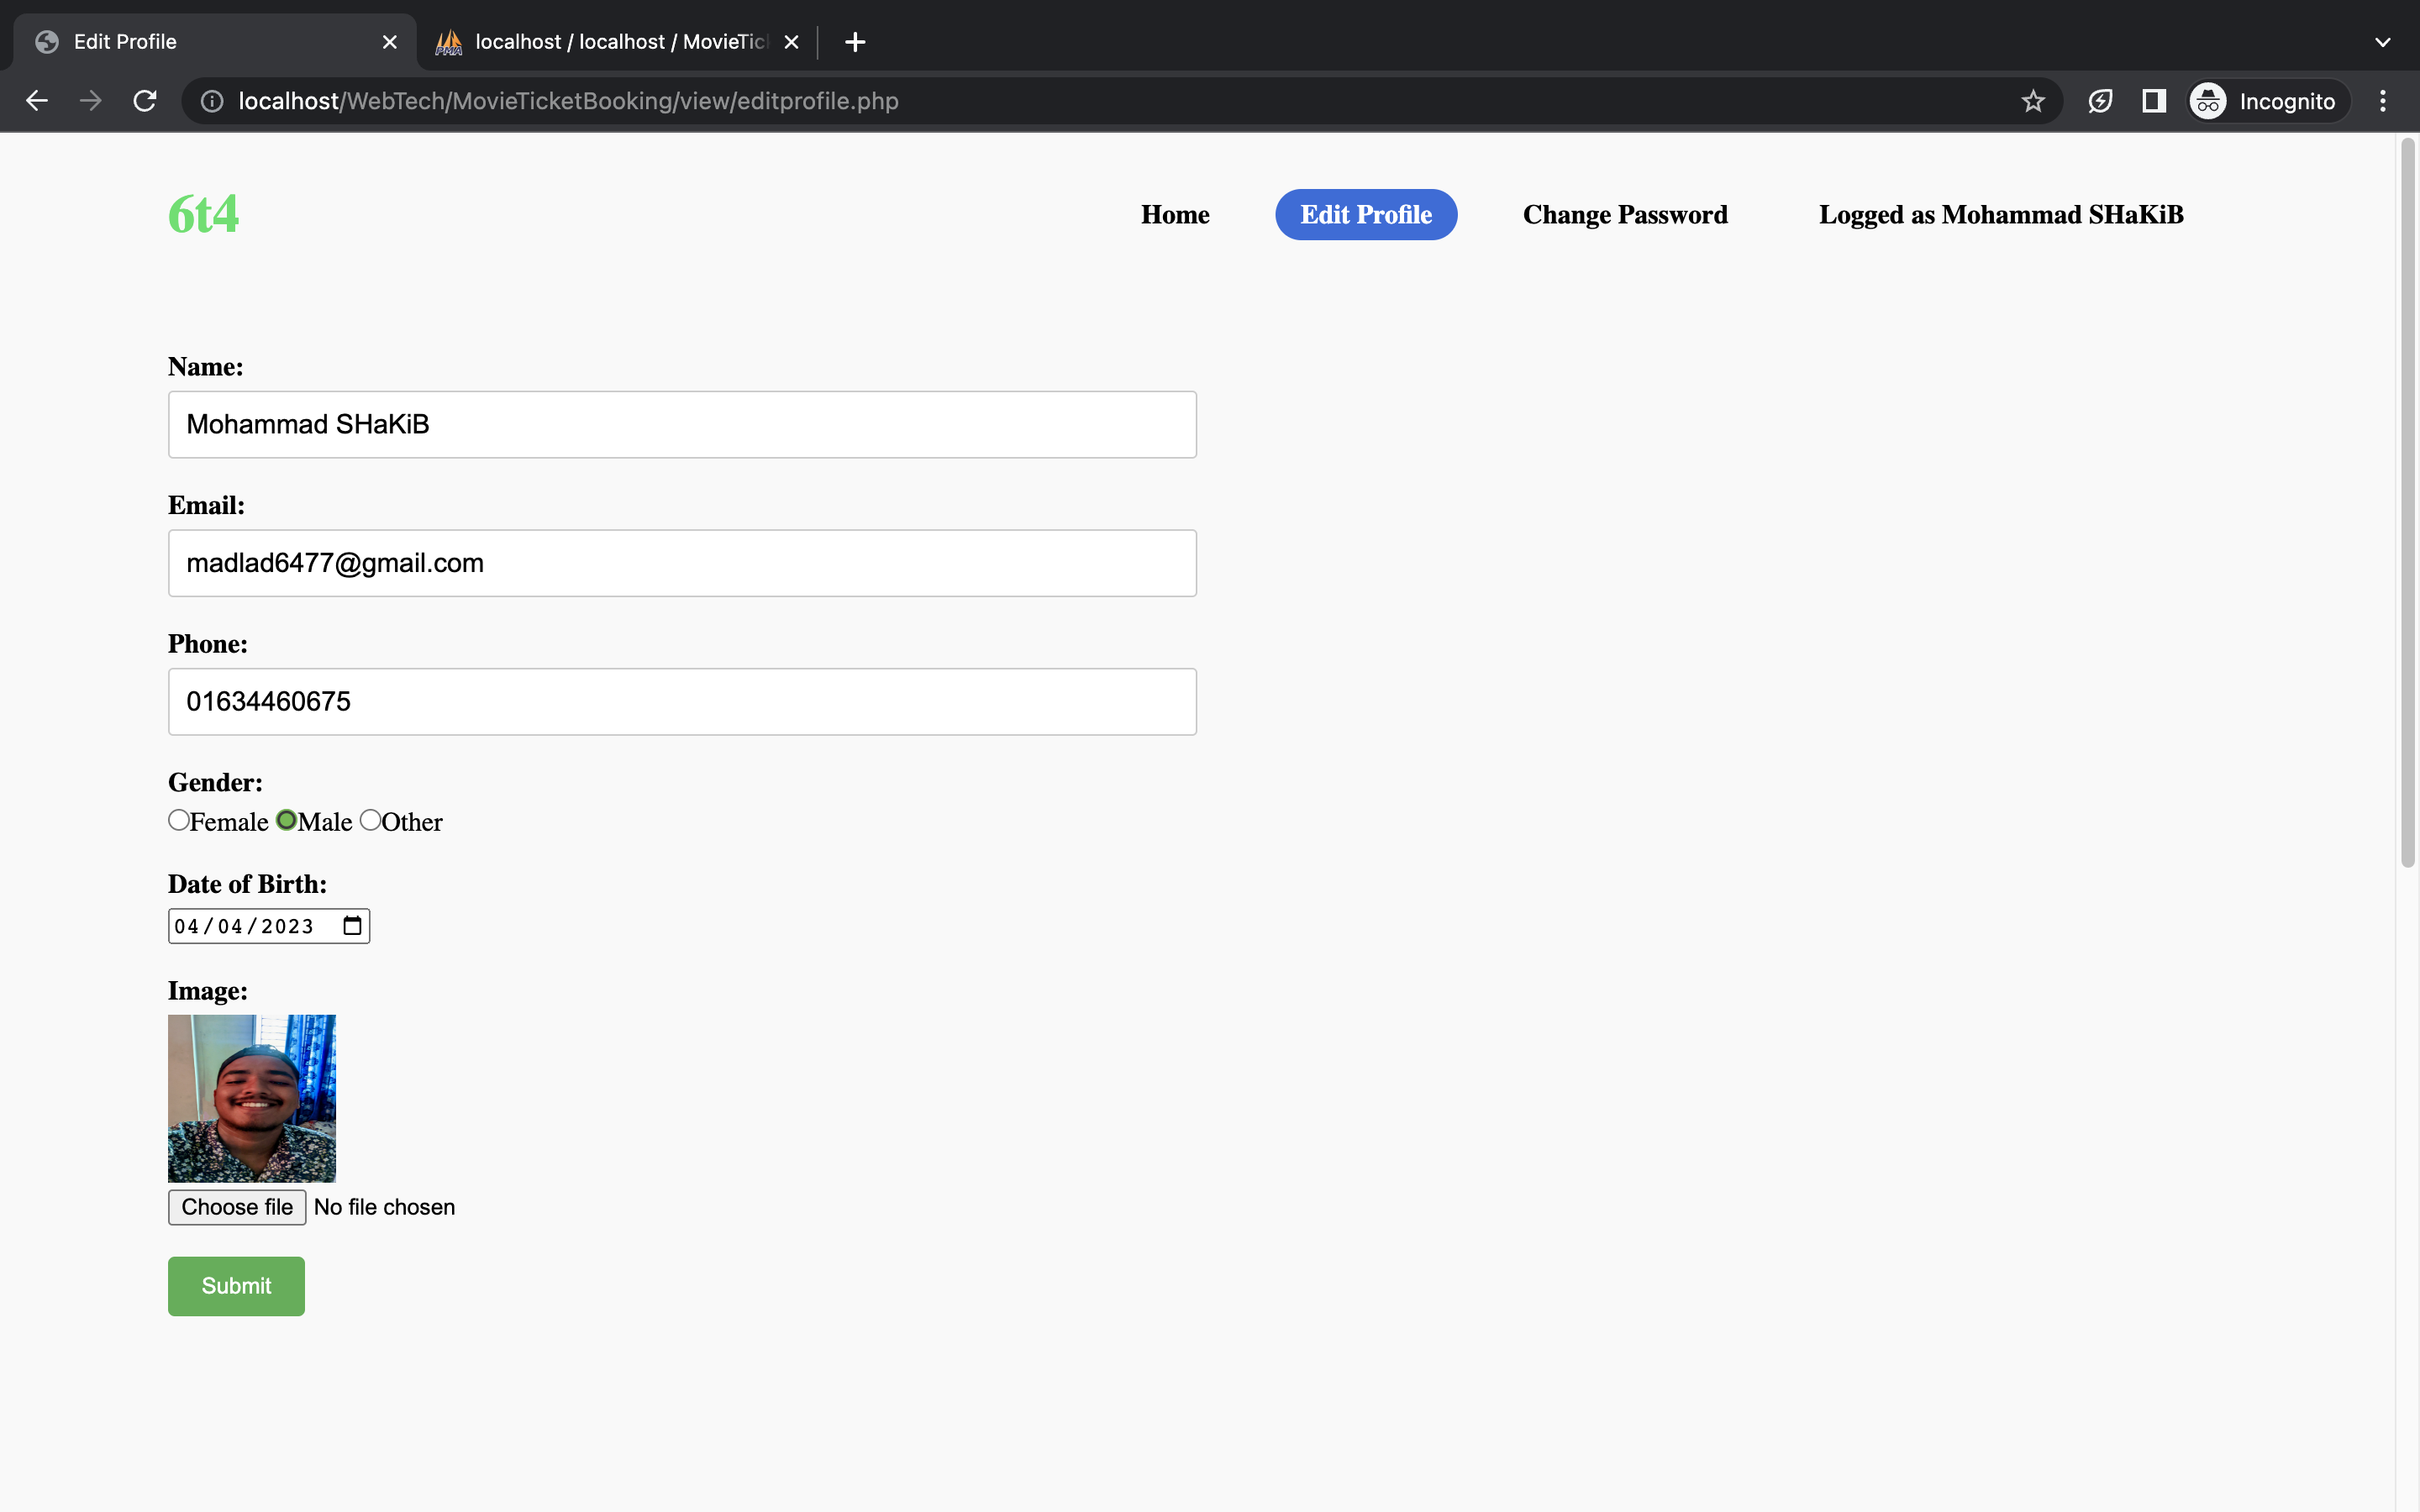 Edit Profile
localhost / localhost / MovieTic
localhost/WebTech/MovieTicketBooking/view/editprofile.php
Incognito
6t4
Home
Edit Profile
Change Password
Logged as Mohammad SHaKiB
Name:
Mohammad SHaKiB
Email:
madlad6477@gmail.com
Phone:
01634460675
Gender:
Female Male Other
Date of Birth:
04/04/2023
Image:
Choose file No file chosen
Submit